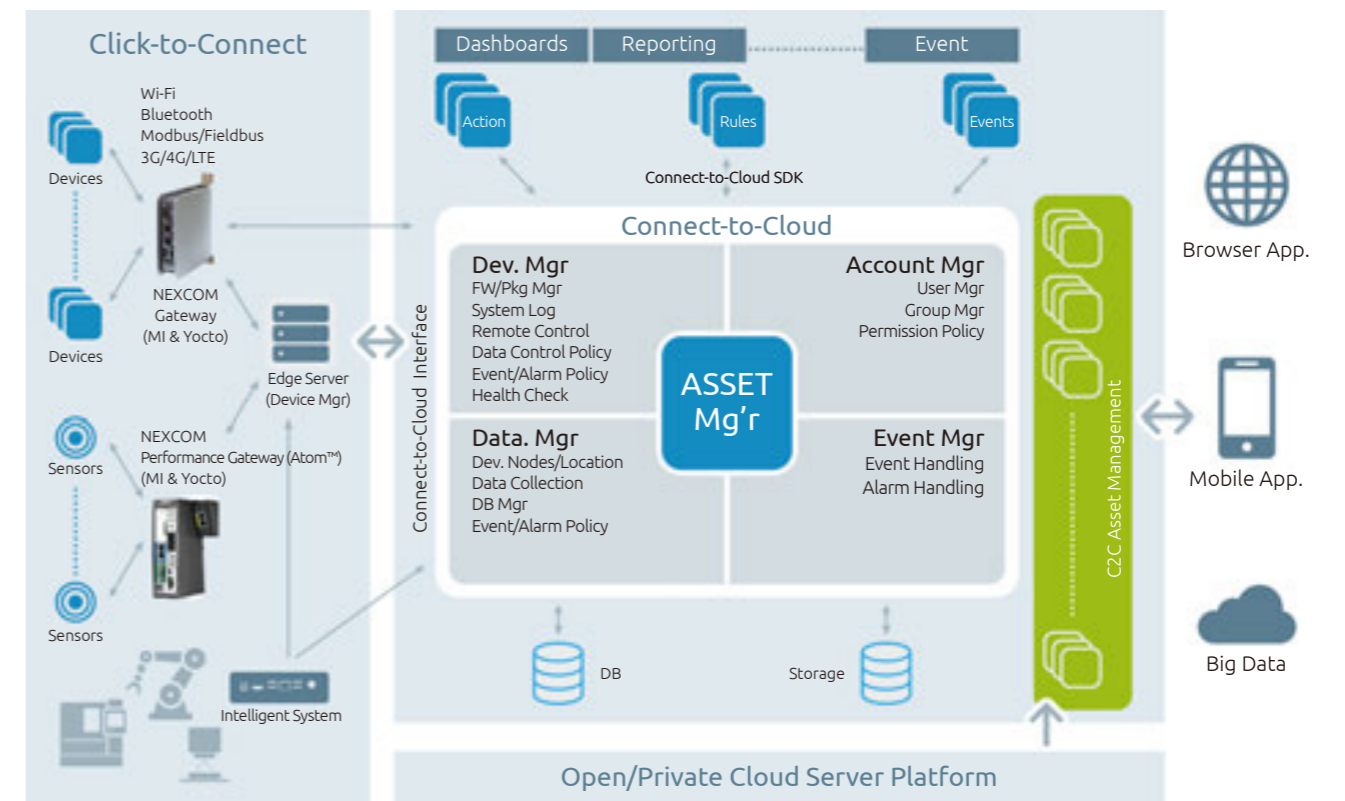 Click-to-Connect
Wi-Fi
Bluetooth
Modbus/Fieldbus
3G/4G/LTE
Devices
NEXCOM
Gateway
(MI & Yocto)
Devices
Edge Server
(Device Mgr)
NEXCOM
Performance Gateway (Atom™)
(MI & Yocto)
Sensors
Sensors
Intelligent System
Dashboards
Reporting
Event
Action
Rules
Events
Connect-to-Cloud SDK
Connect-to-Cloud Interface
Connect-to-Cloud
Dev. Mgr
FW/Pkg Mgr
System Log
Remote Control
Data Control Policy
Event/Alarm Policy
Health Check
Account Mgr
User Mgr
Group Mgr
Permission Policy
ASSET
Mg'r
Data. Mgr
Dev. Nodes/Location
Data Collection
DB Mgr
Event/Alarm Policy
Event Mgr
Event Handling
Alarm Handling
DB
Storage
C2C Asset Management
Open/Private Cloud Server Platform
Browser App.
Mobile App.
Big Data